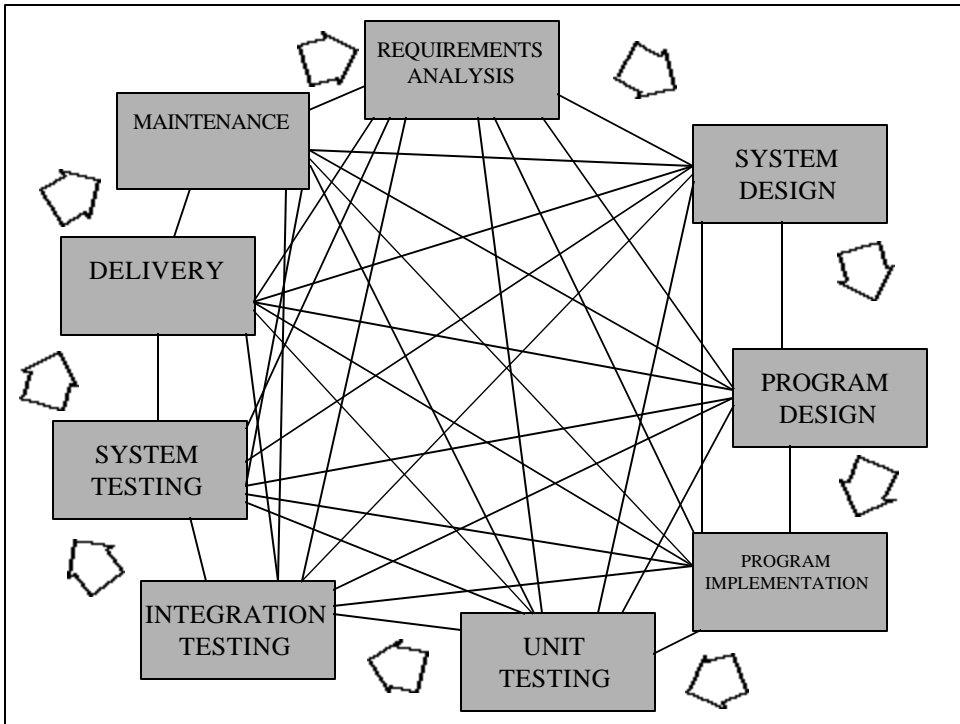 REQUIREMENTS
ANALYSIS
MAINTENANCE
SYSTEM
DESIGN
DELIVERY
PROGRAM
DESIGN
SYSTEM
TESTING
PROGRAM
IMPLEMENTATION
INTEGRATION
TESTING
UNIT
TESTING